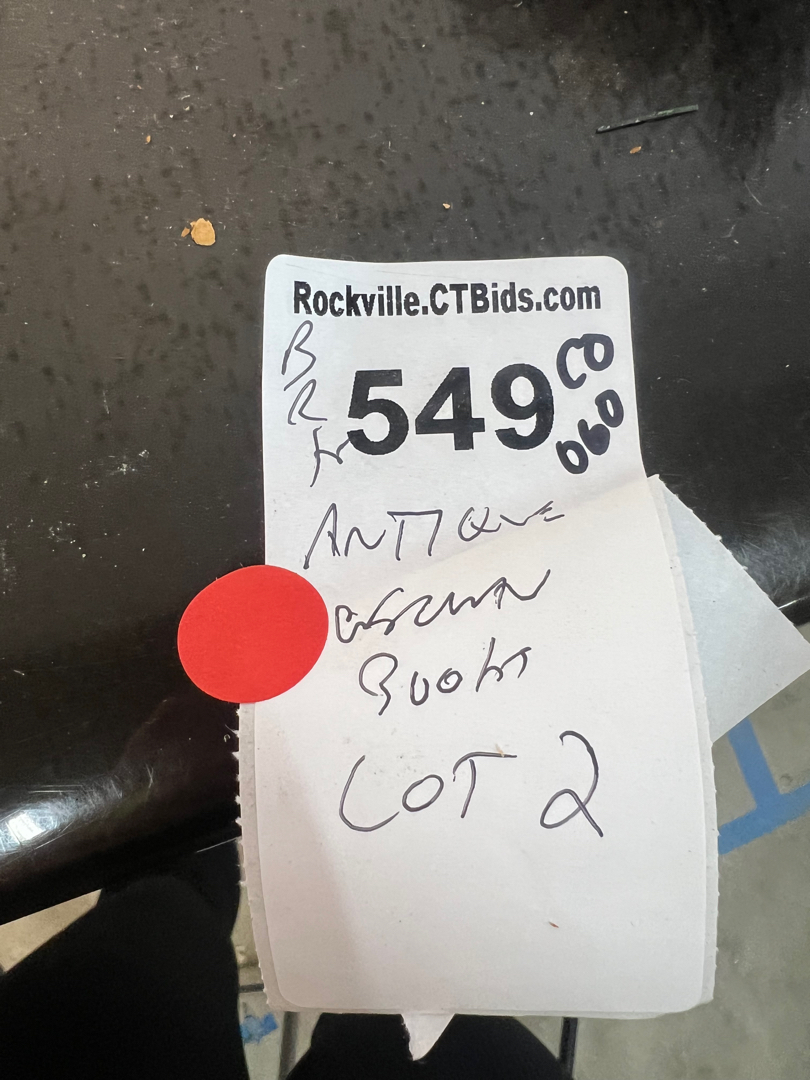 Rockville.CTBids.com
B
R
549
CO
060
ANTIQUE
BOOKS
LOT 2